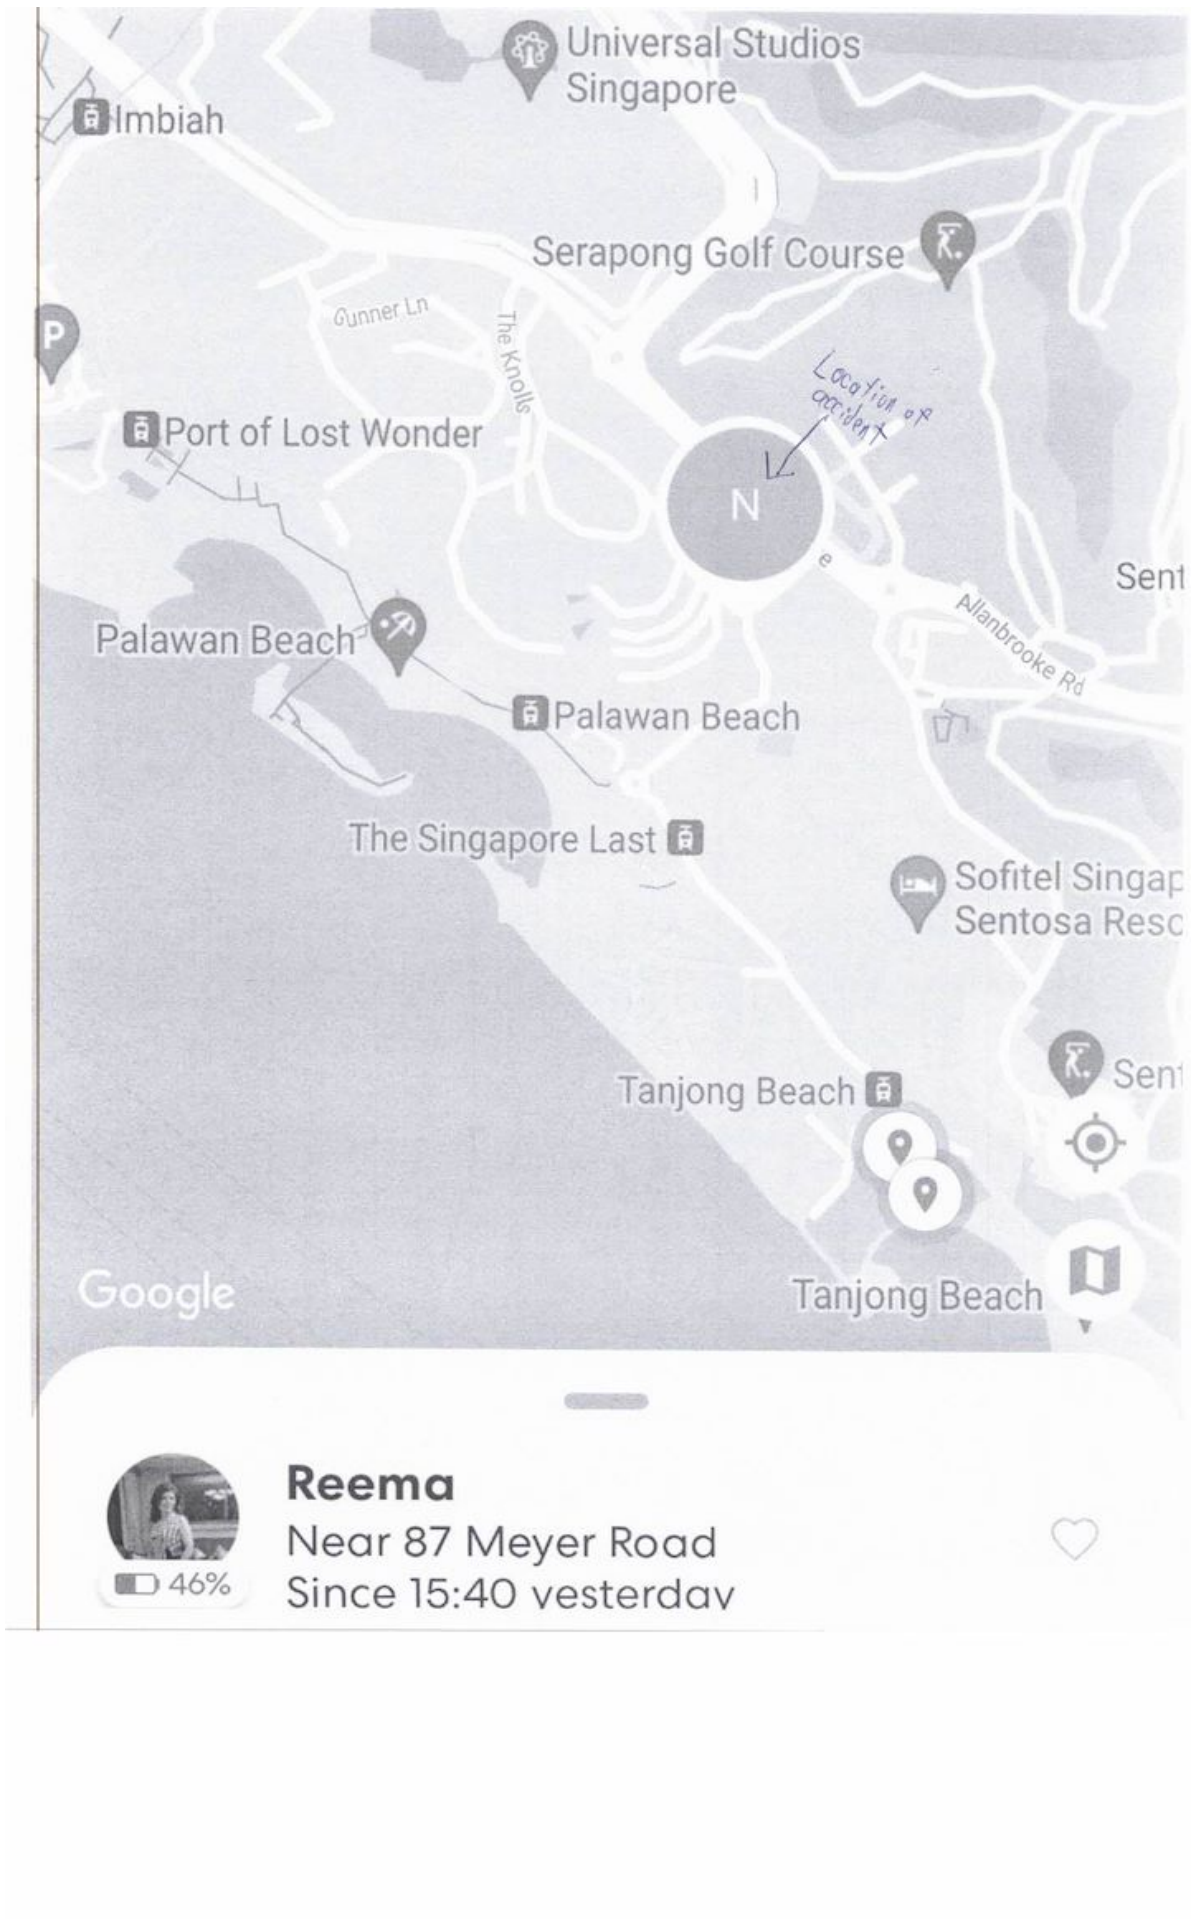 Universal Studios
Singapore
Imbiah
Serapong Golf Course
Gunner Ln
The Knolls
P
Location of
accident
Port of Lost Wonder
N
e
Sent
Allanbrooke Rd
Palawan Beach
Palawan Beach
The Singapore Last
Sofitel Singap
Sentosa Resc
Tanjong Beach
Sent
Google
Tanjong Beach
Reema
Near 87 Meyer Road
46%
Since 15:40 yesterday